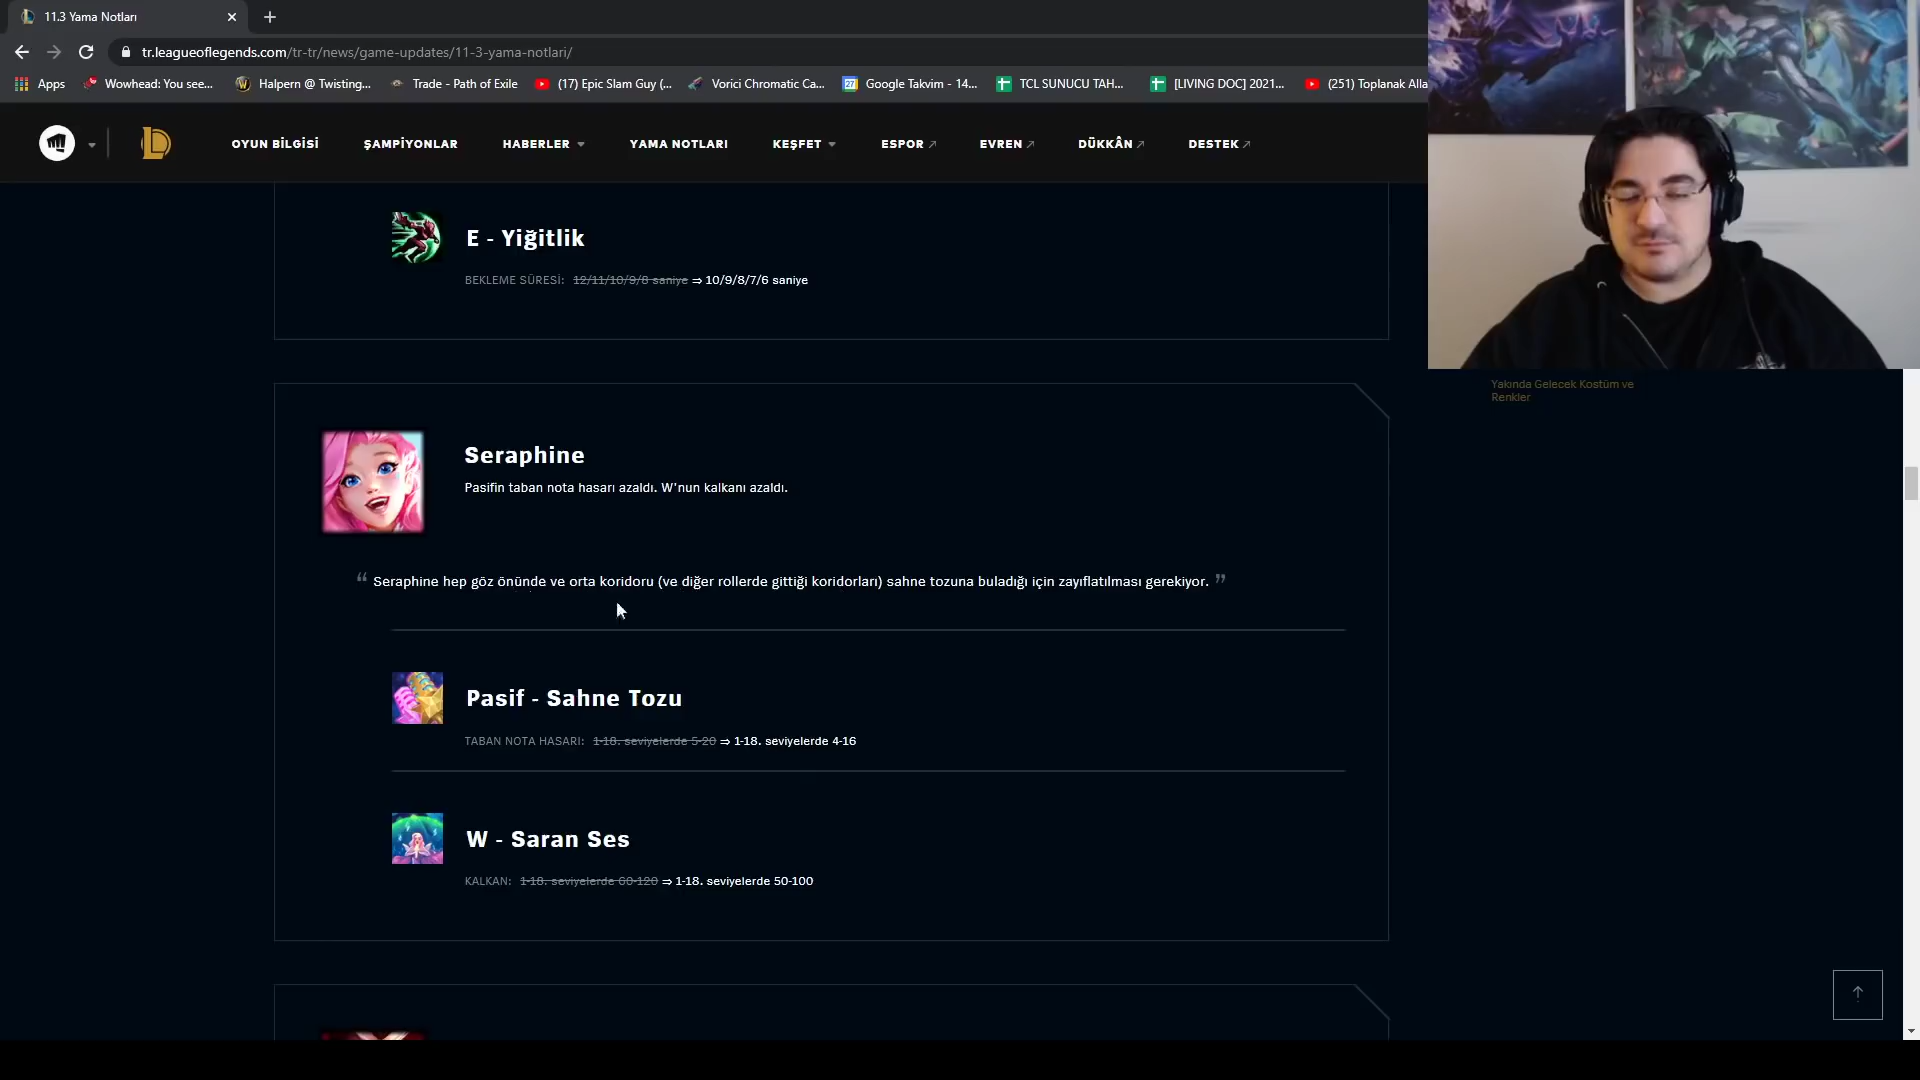 11.3 Yama Notları
tr.leagueoflegends.com/tr-tr/news/game-updates/11-3-yama-notlari/
Apps Wowhead: You see... Halpern @ Twisting... Trade - Path of Exile (17) Epic Slam Guy (... Vorici Chromatic Ca... Google Takvim - 14... TCL SUNUCU TAH... [LIVING DOC] 2021... (251) Toplanak Alla
OYUN BİLGİSİ ŞAMPİYONLAR HABERLER YAMA NOTLARI KEŞFET ESPOR EVREN DÜKKÂN DESTEK
E - Yiğitlik
BEKLEME SÜRESİ: 12/11/10/9/8 saniye ⇒ 10/9/8/7/6 saniye
Yakında Gelecek Kostüm ve
Renkler
Seraphine
Pasifin taban nota hasarı azaldı. W'nun kalkanı azaldı.
“ Seraphine hep göz önünde ve orta koridoru (ve diğer rollerde gittiği koridorları) sahne tozuna buladığı için zayıflatılması gerekiyor. ”
Pasif - Sahne Tozu
TABAN NOTA HASARI: 1-18. seviyelerde 5-20 ⇒ 1-18. seviyelerde 4-16
W - Saran Ses
KALKAN: 1-18. seviyelerde 60-120 ⇒ 1-18. seviyelerde 50-100